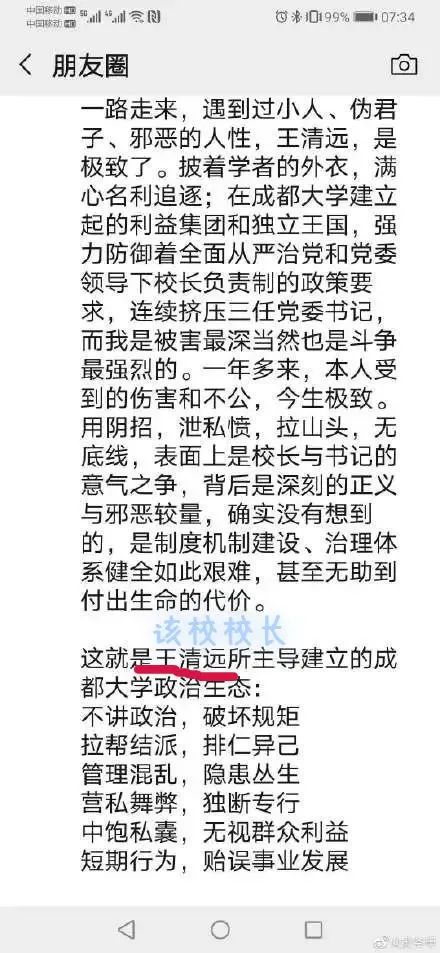 中国移动 HD 5G 4G
中国移动 HD 99% 07:34
朋友圈
一路走来，遇到过小人、伪君
子、邪恶的人性，王清远，是
极致了。披着学者的外衣，满
心名利追逐；在成都大学建立
起的利益集团和独立王国，强
力防御着全面从严治党和党委
领导下校长负责制的政策要
求，连续挤压三任党委书记，
而我是被害最深当然也是斗争
最强烈的。一年多来，本人受
到的伤害和不公，今生极致。
用阴招，泄私愤，拉山头，无
底线，表面上是校长与书记的
意气之争，背后是深刻的正义
与邪恶较量，确实没有想到
的，是制度机制建设、治理体
系健全如此艰难，甚至无助到
付出生命的代价。
该校校长
这就是王清远所主导建立的成
都大学政治生态：
不讲政治，破坏规矩
拉帮结派，排仁异己
管理混乱，隐患丛生
营私舞弊，独断专行
中饱私囊，无视群众利益
短期行为，贻误事业发展